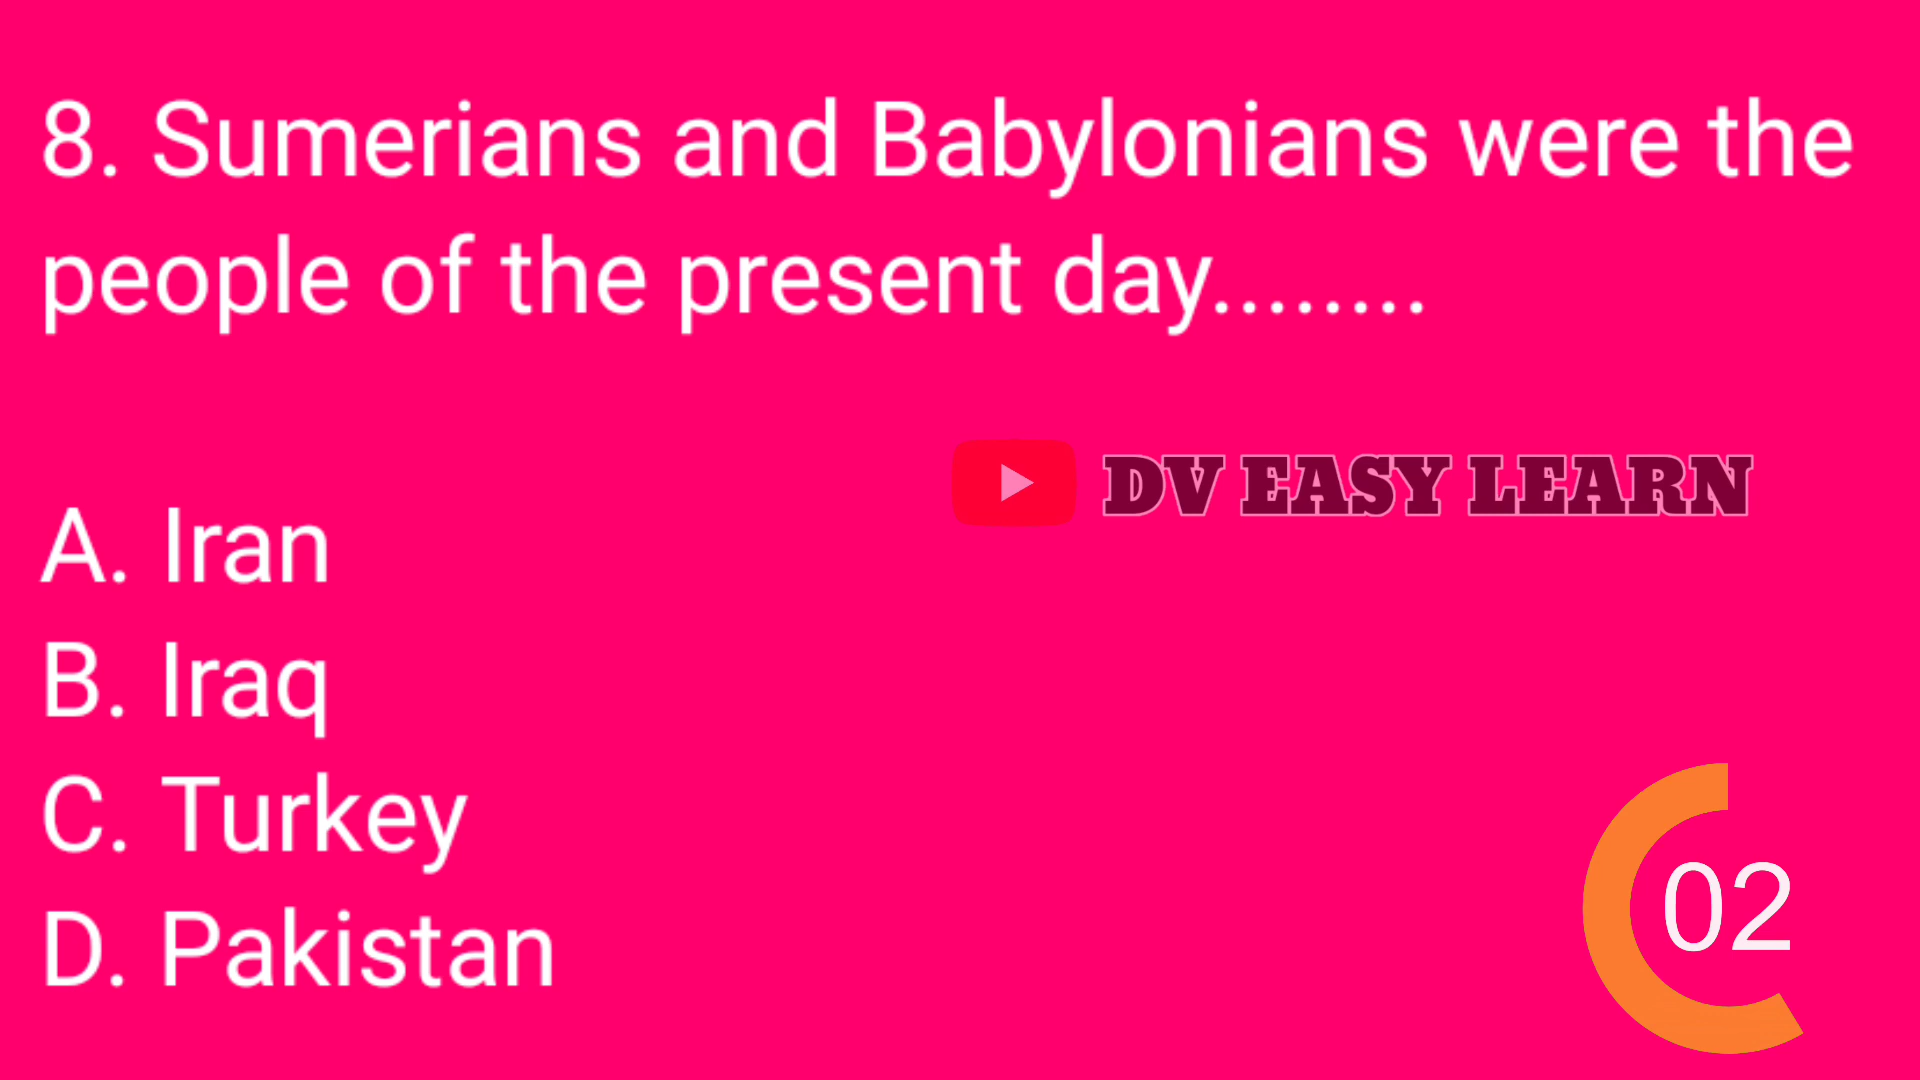 8. Sumerians and Babylonians were the
people of the present day........
DV EASY LEARN
A. Iran
B. Iraq
C. Turkey
D. Pakistan
02